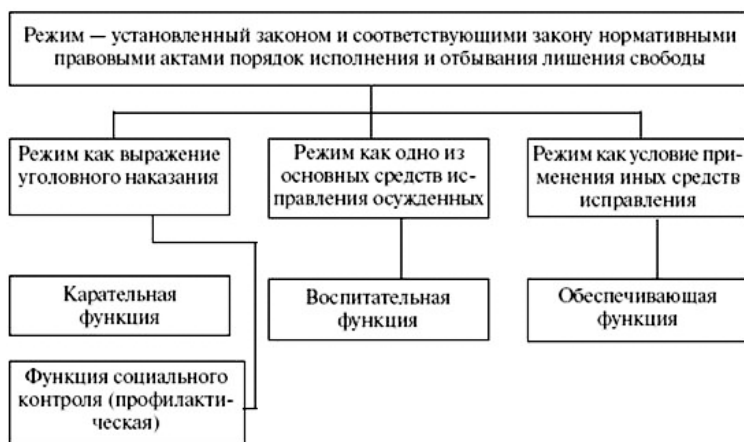 Режим — установленный законом и соответствующими закону нормативными
правовыми актами порядок исполнения и отбывания лишения свободы
Режим как выражение
уголовного наказания
Режим как одно из
основных средств ис-
правления осужденных
Режим как условие при-
менения иных средств
исправления
Карательная
функция
Воспитательная
функция
Обеспечивающая
функция
Функция социального
контроля (профилакти-
ческая)